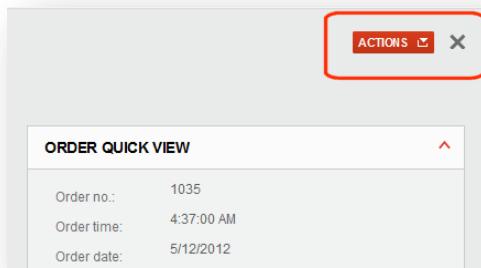 ACTIONS
ORDER QUICK VIEW
Order no.: 1035
Order time: 4:37:00 AM
Order date: 5/12/2012